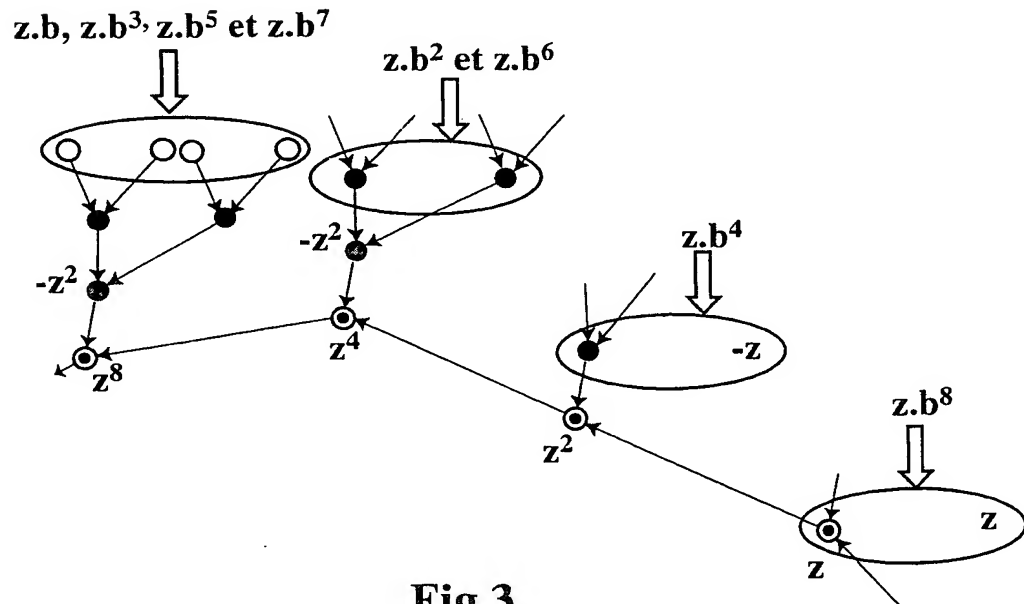 z.b, z.b³, z.b⁵ et z.b⁷
z.b² et z.b⁶
-z²
z.b⁴
-z²
z⁴
-z
z⁸
z.b⁸
z²
z
z
Fig 3